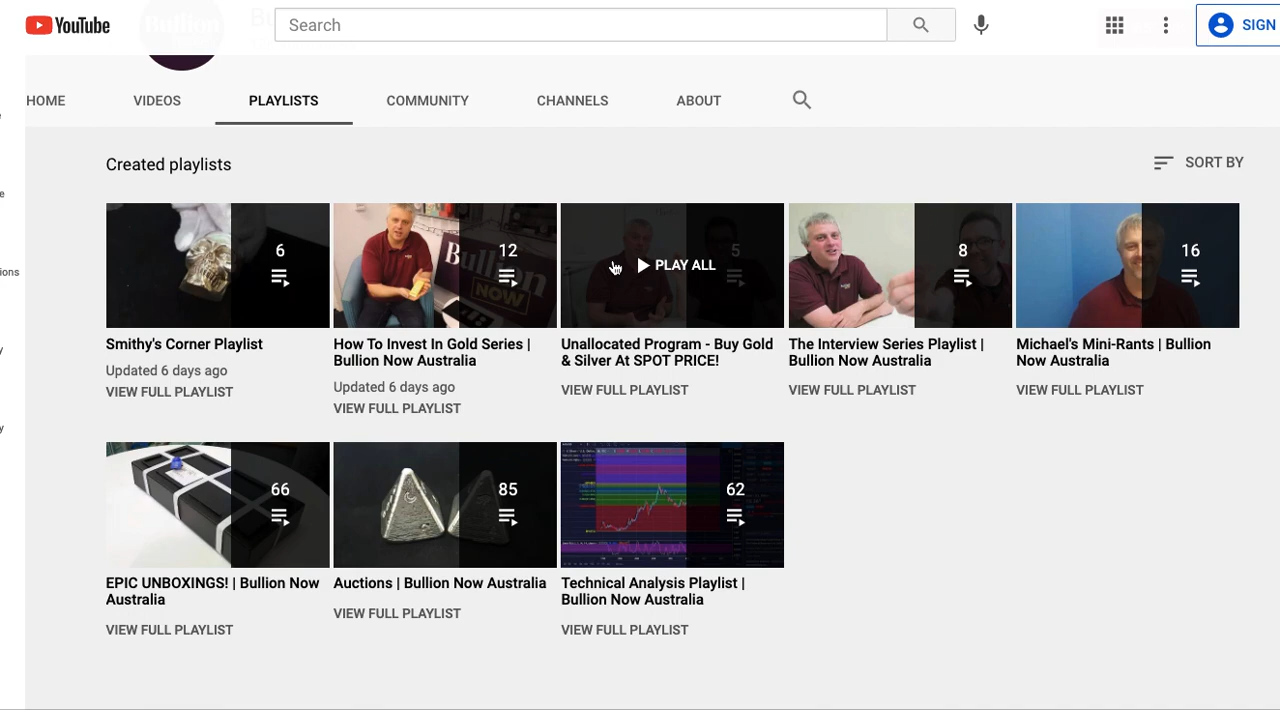 YouTube
Search
SIGN
Bullion
HOME
VIDEOS
PLAYLISTS
COMMUNITY
CHANNELS
ABOUT
Created playlists
SORT BY
6
12
Bullion
NOW
PLAY ALL
5
8
16
Smithy's Corner Playlist
Updated 6 days ago
VIEW FULL PLAYLIST
How To Invest In Gold Series |
Bullion Now Australia
Updated 6 days ago
VIEW FULL PLAYLIST
Unallocated Program - Buy Gold
& Silver At SPOT PRICE!
VIEW FULL PLAYLIST
The Interview Series Playlist |
Bullion Now Australia
VIEW FULL PLAYLIST
Michael's Mini-Rants | Bullion
Now Australia
VIEW FULL PLAYLIST
ions
66
85
62
EPIC UNBOXINGS! | Bullion Now
Australia
VIEW FULL PLAYLIST
Auctions | Bullion Now Australia
VIEW FULL PLAYLIST
Technical Analysis Playlist |
Bullion Now Australia
VIEW FULL PLAYLIST